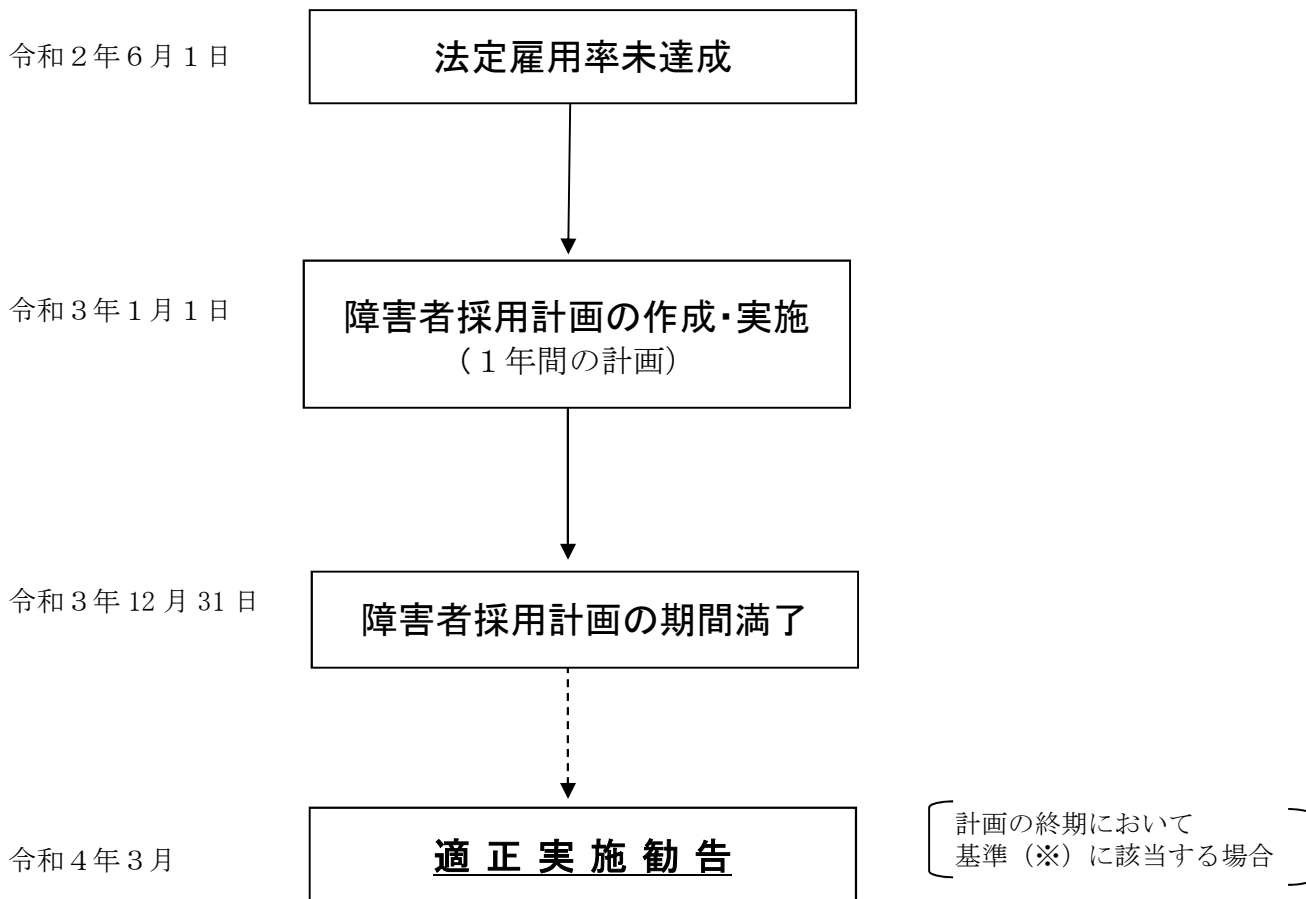 令和２年６月１日
法定雇用率未達成
令和３年１月１日
障害者採用計画の作成・実施
（１年間の計画）
令和３年 12 月 31 日
障害者採用計画の期間満了
令和４年３月
適 正 実 施 勧 告
計画の終期において
基準（※）に該当する場合